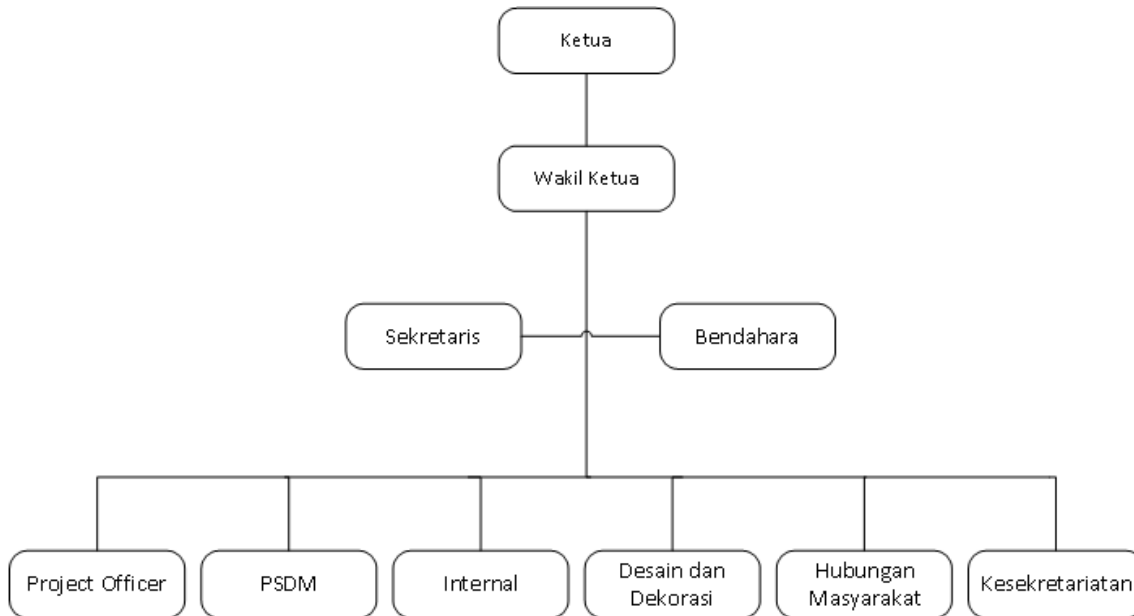 Ketua
Wakil Ketua
Sekretaris
Bendahara
Project Officer
PSDM
Internal
Desain dan
Dekorasi
Hubungan
Masyarakat
Kesekretariatan